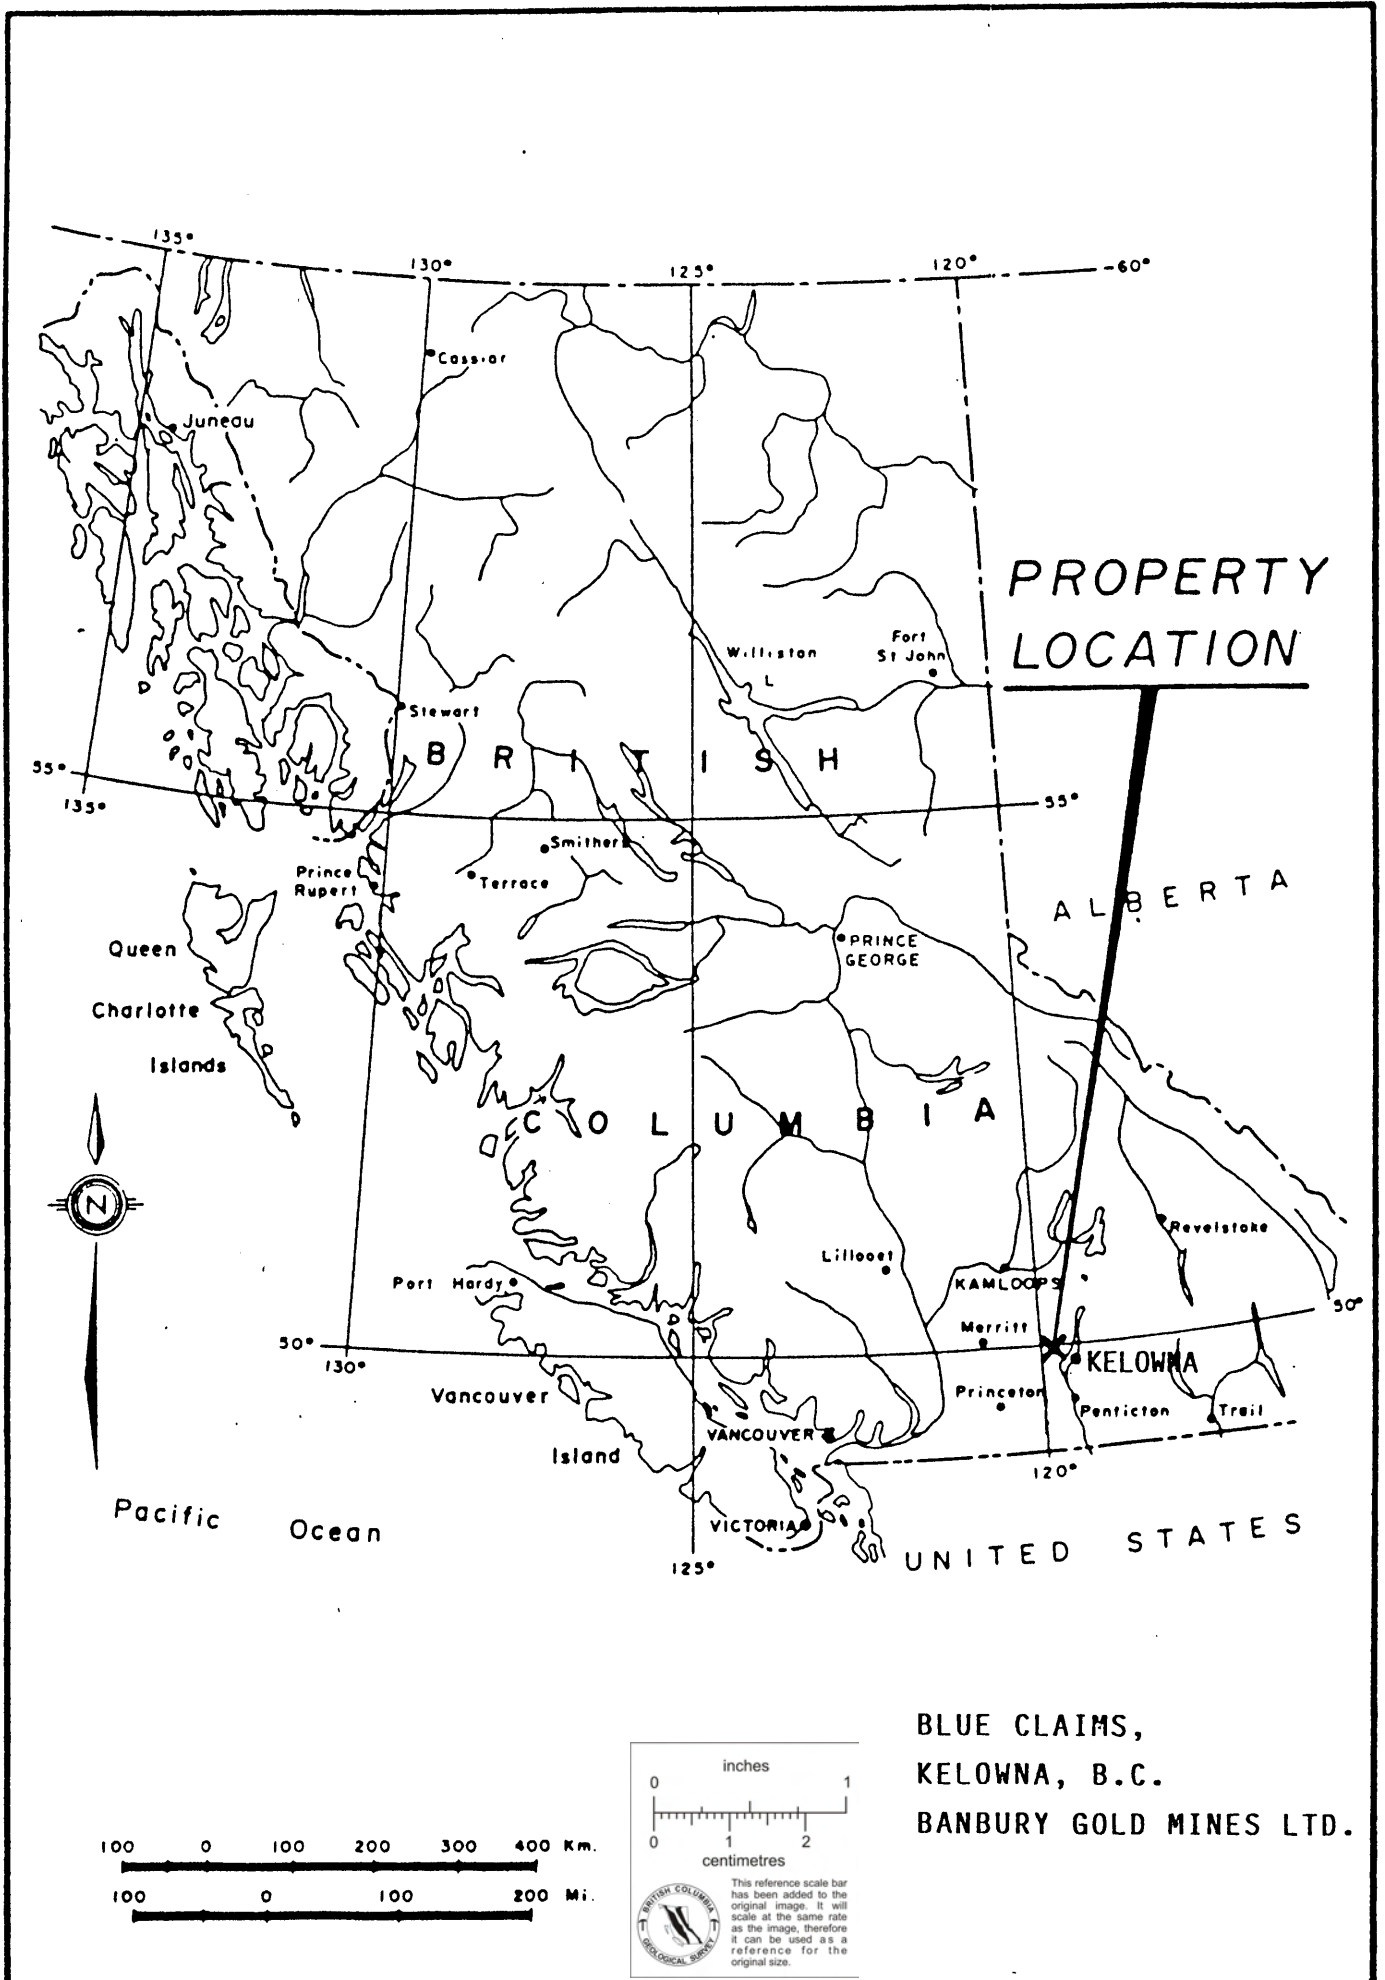 135°
130°
125°
120°
60°
Cassiar
Juneau
PROPERTY
LOCATION
Fort
St John
Williston
L
Stewart
BRITISH
55°
135°
55°
Smithers
Prince
Rupert
Terrace
ALBERTA
PRINCE
GEORGE
Queen
Charlotte
Islands
COLUMBIA
N
Revelstoke
Lillooet
Port Hardy
KAMLOOPS
50°
Merritt
50°
130°
KELOWNA
Vancouver
Princeton
Penticton
Trail
VANCOUVER
Island
120°
Pacific Ocean
VICTORIA
UNITED STATES
125°
BLUE CLAIMS,
KELOWNA, B.C.
BANBURY GOLD MINES LTD.
inches
0 1
0 1 2
centimetres
This reference scale bar
has been added to the
original image. It will
scale at the same rate
as the image, therefore
it can be used as a
reference for the
original size.
BRITISH COLUMBIA
GEOLOGICAL SURVEY
100 0 100 200 300 400 Km.
100 0 100 200 Mi.